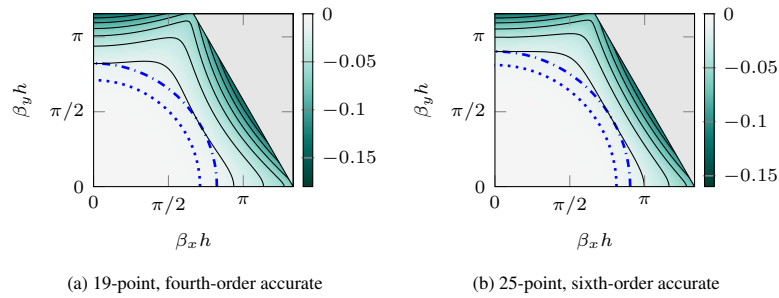 π
π/2
0
0
π/2
π
β_y h
β_x h
−0
−0.05
−0.1
−0.15
(a) 19-point, fourth-order accurate
π
π/2
0
0
π/2
π
β_y h
β_x h
0
−0.05
−0.1
−0.15
(b) 25-point, sixth-order accurate